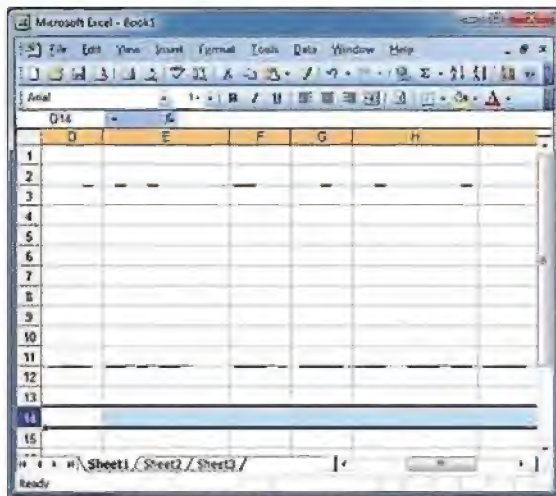 Microsoft Excel - Book1
File Edit View Insert Format Tools Data Window Help
Arial B I U
D14 fx
D E F G H
1
2
3
4
5
6
7
8
9
10
11
12
13
14
15
Sheet1 / Sheet2 / Sheet3 /
Ready